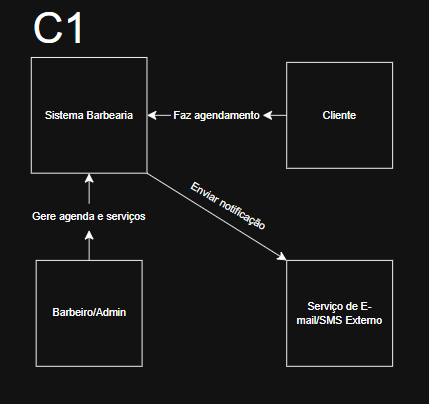 C1
Sistema Barbearia
Faz agendamento
Cliente
Enviar notificação
Gere agenda e serviços
Barbeiro/Admin
Serviço de E-
mail/SMS Externo